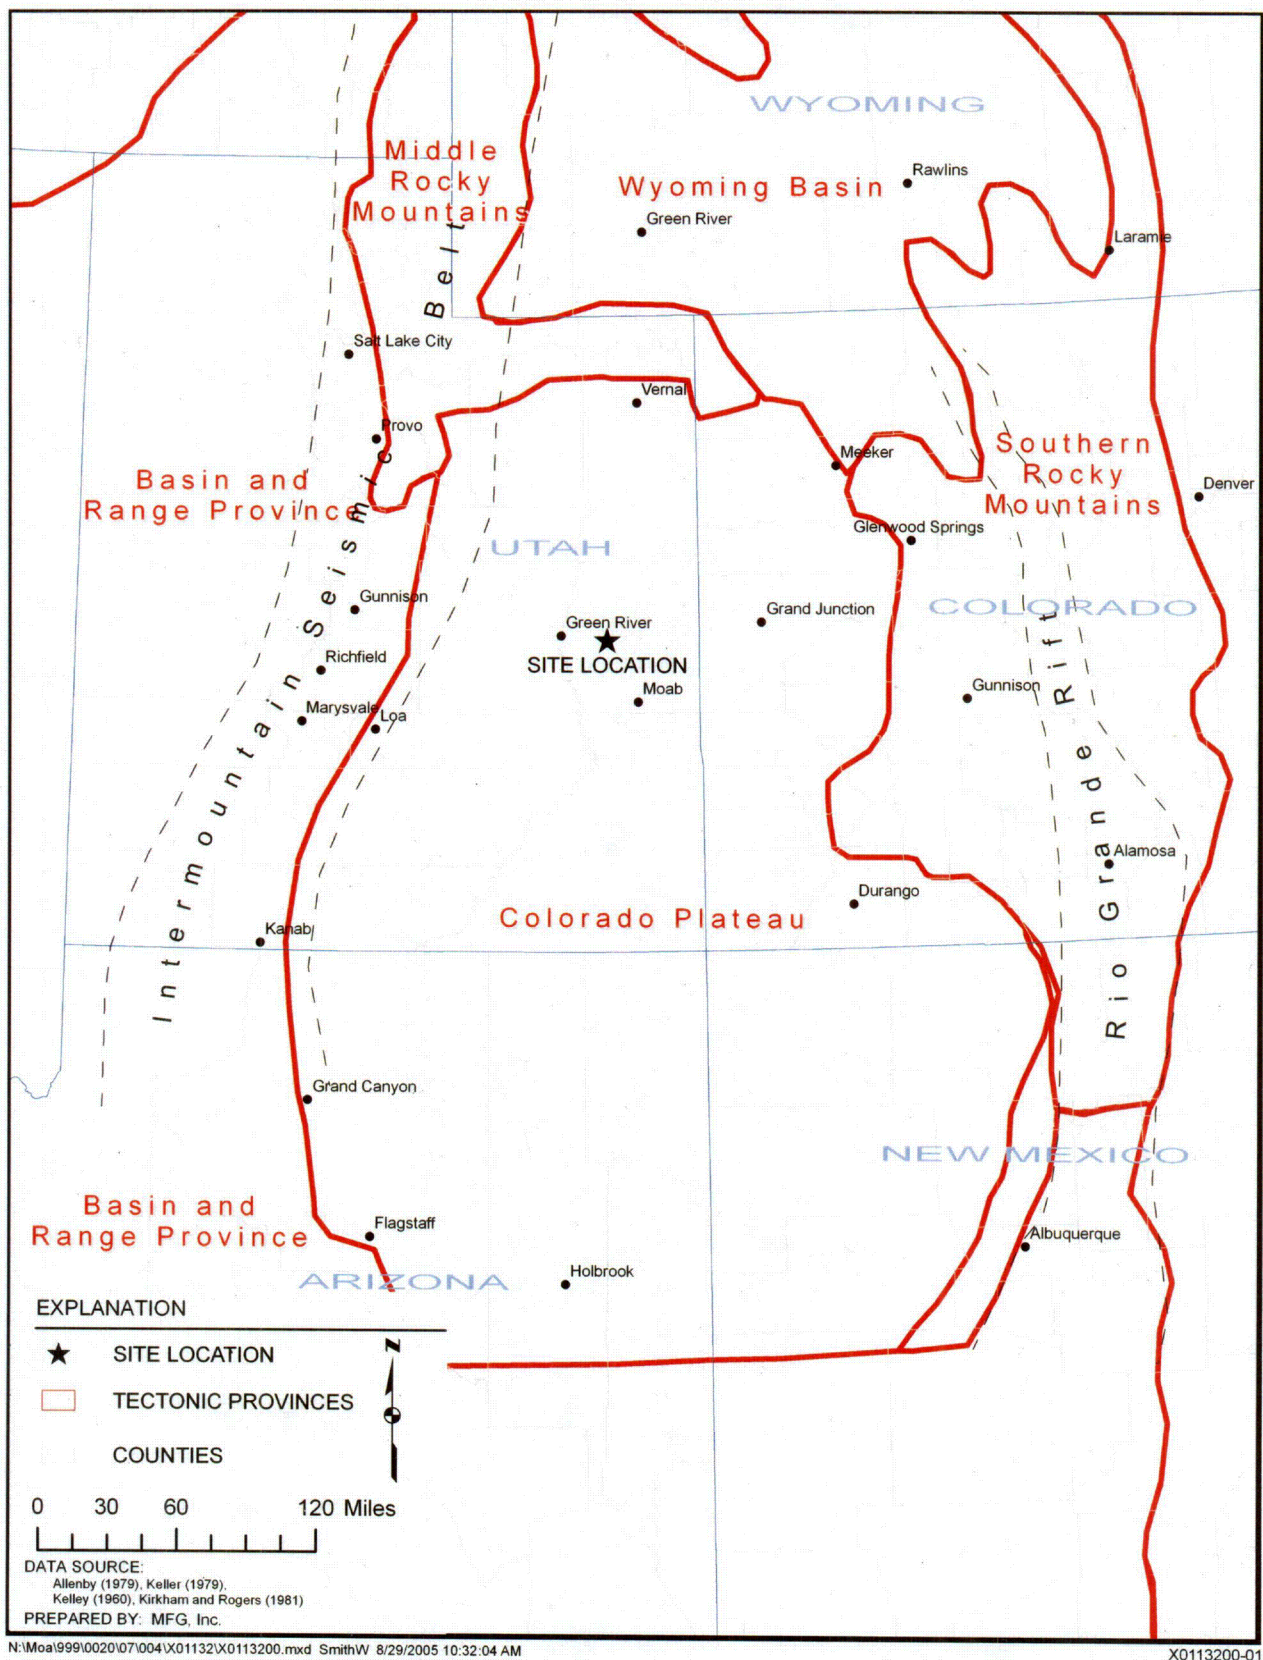 WYOMING
Middle
Rocky
Mountains
Wyoming Basin
Rawlins
Green River
Laramie
Salt Lake City
Vernal
Provo
Meeker
Southern
Rocky
Mountains
Basin and
Range Province
Denver
Glenwood Springs
UTAH
Gunnison
Grand Junction
COLORADO
Green River
SITE LOCATION
Richfield
Moab
Gunnison
Marysvale
Loa
Intermountain Seismic Belt
Rio Grande Rift
Alamosa
Durango
Colorado Plateau
Kanab
Grand Canyon
NEW MEXICO
Basin and
Range Province
Flagstaff
Albuquerque
ARIZONA
Holbrook
EXPLANATION
SITE LOCATION
N
TECTONIC PROVINCES
COUNTIES
0 30 60 120 Miles
DATA SOURCE:
Allenby (1979), Keller (1979),
Kelley (1960), Kirkham and Rogers (1981)
PREPARED BY: MFG, Inc.
N:\Moa\999\0020\07\004\X01132\X0113200.mxd SmithW 8/29/2005 10:32:04 AM
X0113200-01